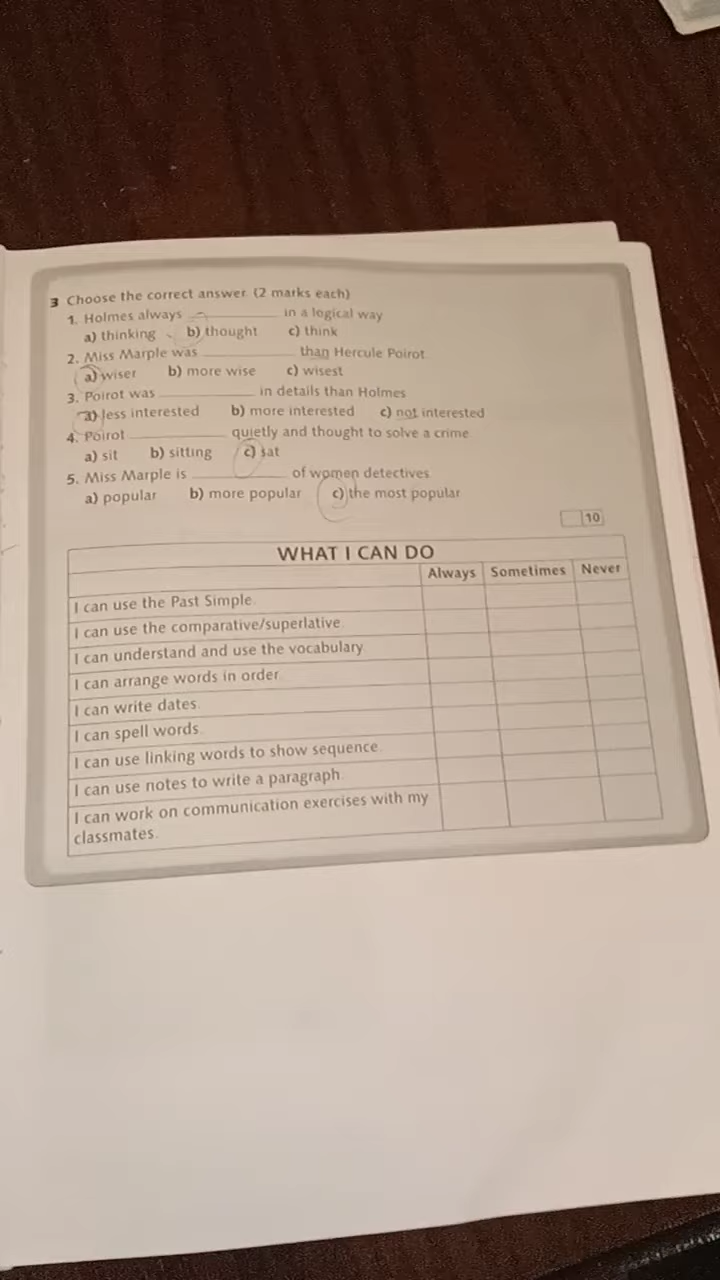 3 Choose the correct answer. (2 marks each)
1. Holmes always ____________ in a logical way
a) thinking b) thought c) think
2. Miss Marple was ____________ than Hercule Poirot.
a) wiser b) more wise c) wisest
3. Poirot was ____________ in details than Holmes
a) less interested b) more interested c) not interested
4. Poirot ____________ quietly and thought to solve a crime
a) sit b) sitting c) sat
5. Miss Marple is ____________ of women detectives.
a) popular b) more popular c) the most popular
10
WHAT I CAN DO
Always Sometimes Never
I can use the Past Simple.
I can use the comparative/superlative.
I can understand and use the vocabulary.
I can arrange words in order.
I can write dates.
I can spell words.
I can use linking words to show sequence.
I can use notes to write a paragraph.
I can work on communication exercises with my
classmates.